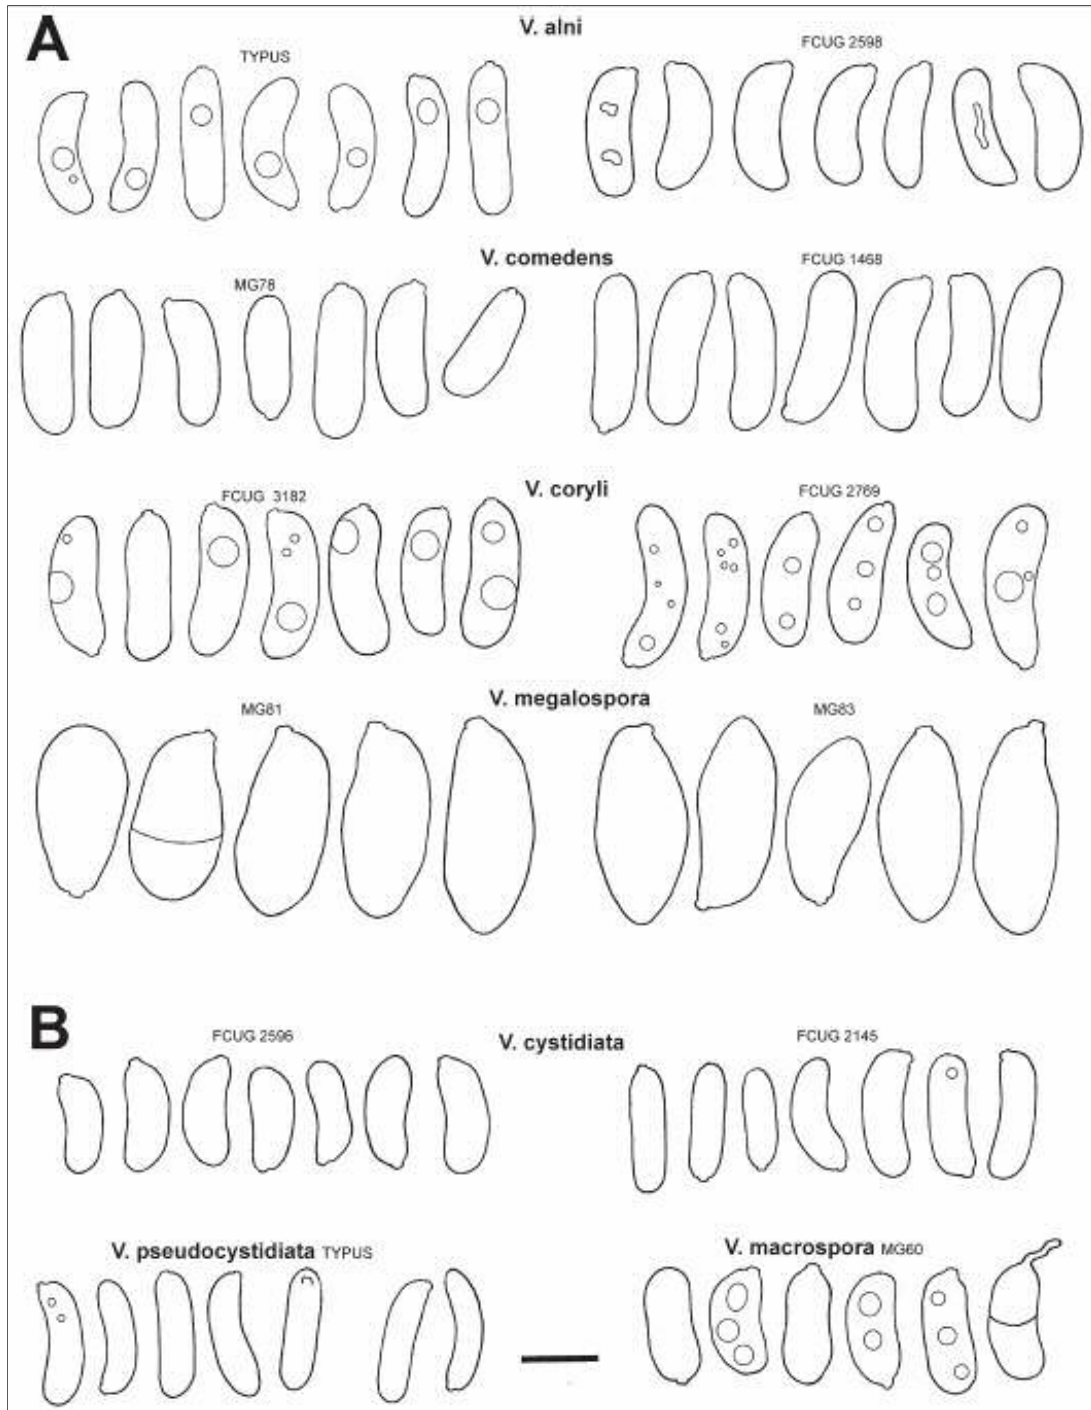 A
V. alni
TYPUS
FCUG 2598
V. comedens
MG78
FCUG 1468
V. coryli
FCUG 3182
FCUG 2769
V. megalospora
MG81
MG83
B
FCUG 2596
V. cystidiata
FCUG 2145
V. pseudocystidiata TYPUS
V. macrospora MG60